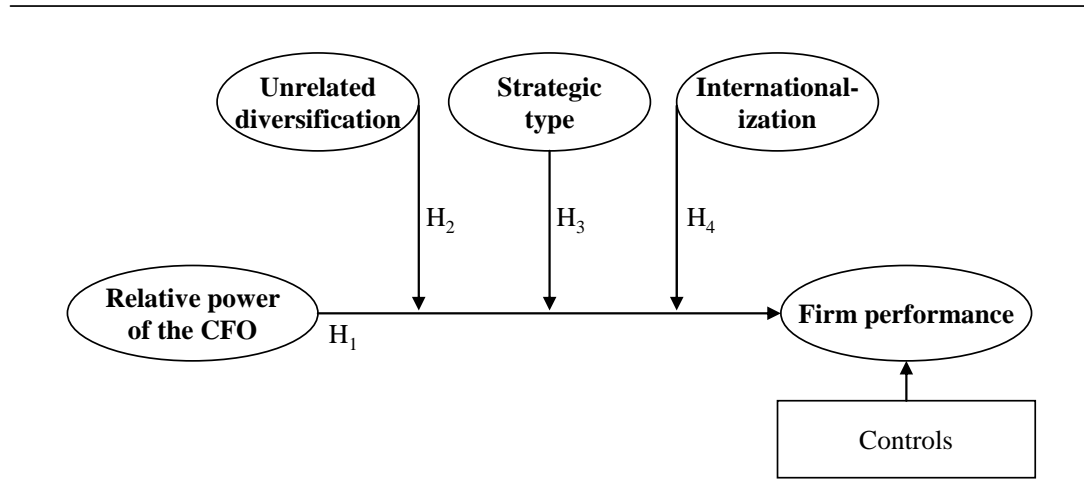 Unrelated
diversification
Strategic
type
International-
ization
H₂
H₃
H₄
Relative power
of the CFO
H₁
Firm performance
Controls